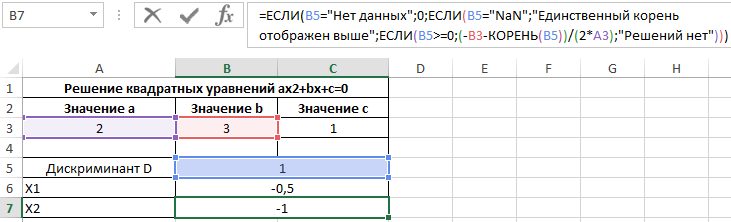 B7
=ЕСЛИ(B5="Нет данных";0;ЕСЛИ(B5="NaN";"Единственный корень
отображен выше";ЕСЛИ(B5>=0;(-B3-КОРЕНЬ(B5))/(2*A3);"Решений нет")))
A B C D E F G H
1 Решение квадратных уравнений ax2+bx+c=0
2 Значение a Значение b Значение c
3 2 3 1
4
5 Дискриминант D 1
6 X1 -0,5
7 X2 -1